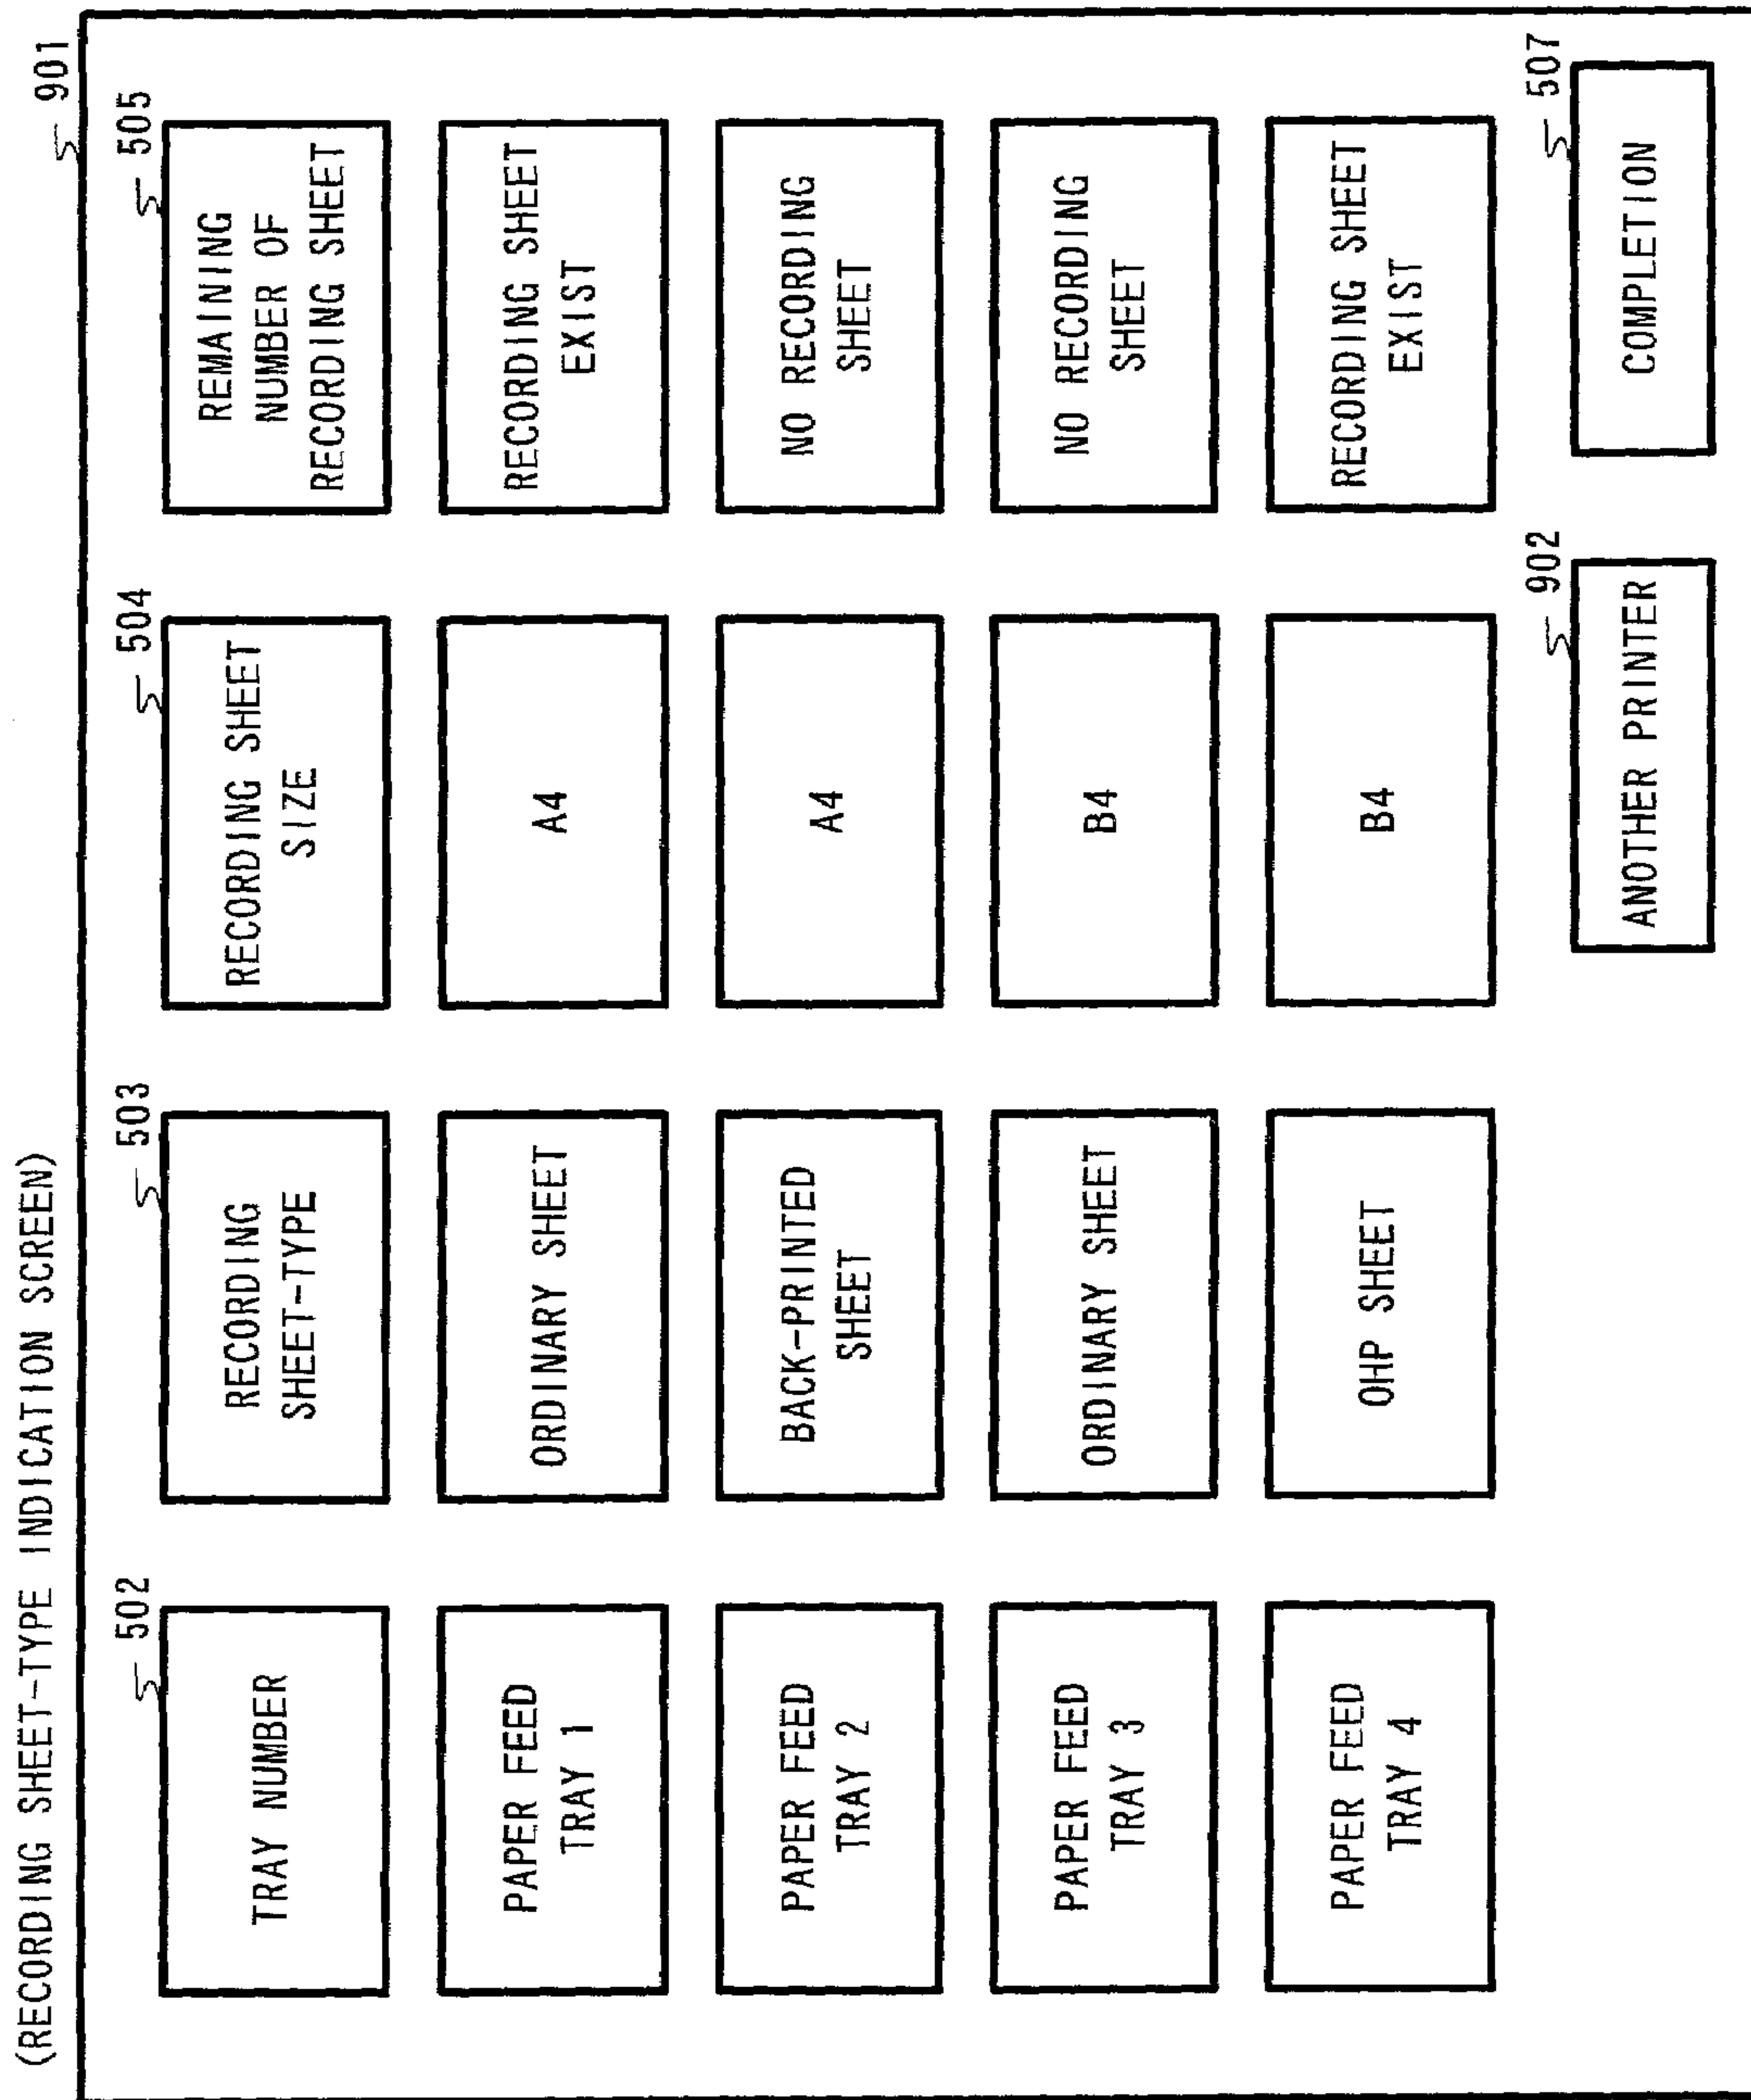 (RECORDING SHEET-TYPE INDICATION SCREEN)
901
502
503
504
505
TRAY NUMBER
RECORDING
SHEET-TYPE
RECORDING SHEET
SIZE
REMAINING
NUMBER OF
RECORDING SHEET
PAPER FEED
TRAY 1
ORDINARY SHEET
A4
RECORDING SHEET
EXIST
PAPER FEED
TRAY 2
BACK-PRINTED
SHEET
A4
NO RECORDING
SHEET
PAPER FEED
TRAY 3
ORDINARY SHEET
B4
NO RECORDING
SHEET
PAPER FEED
TRAY 4
OHP SHEET
B4
RECORDING SHEET
EXIST
902
507
ANOTHER PRINTER
COMPLETION